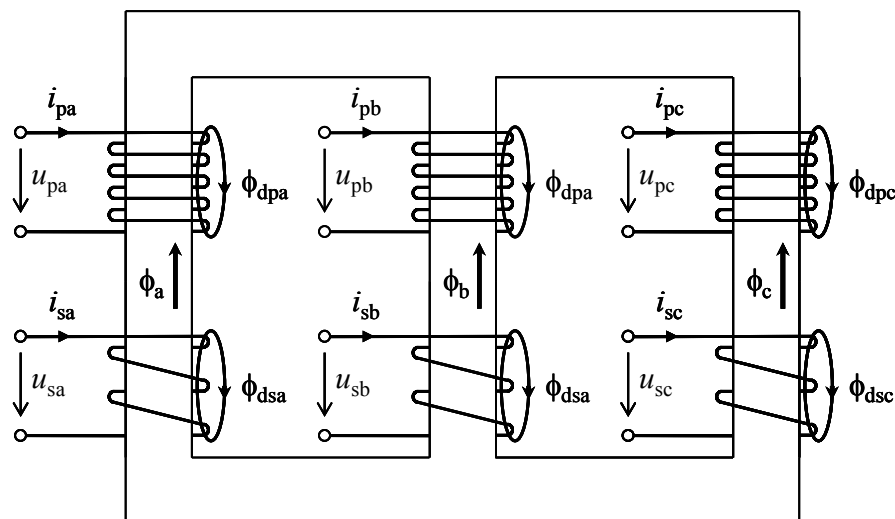 i_pa i_pb i_pc
u_pa ϕ_dpa u_pb ϕ_dpa u_pc ϕ_dpc
ϕ_a ϕ_b ϕ_c
i_sa i_sb i_sc
u_sa ϕ_dsa u_sb ϕ_dsa u_sc ϕ_dsc